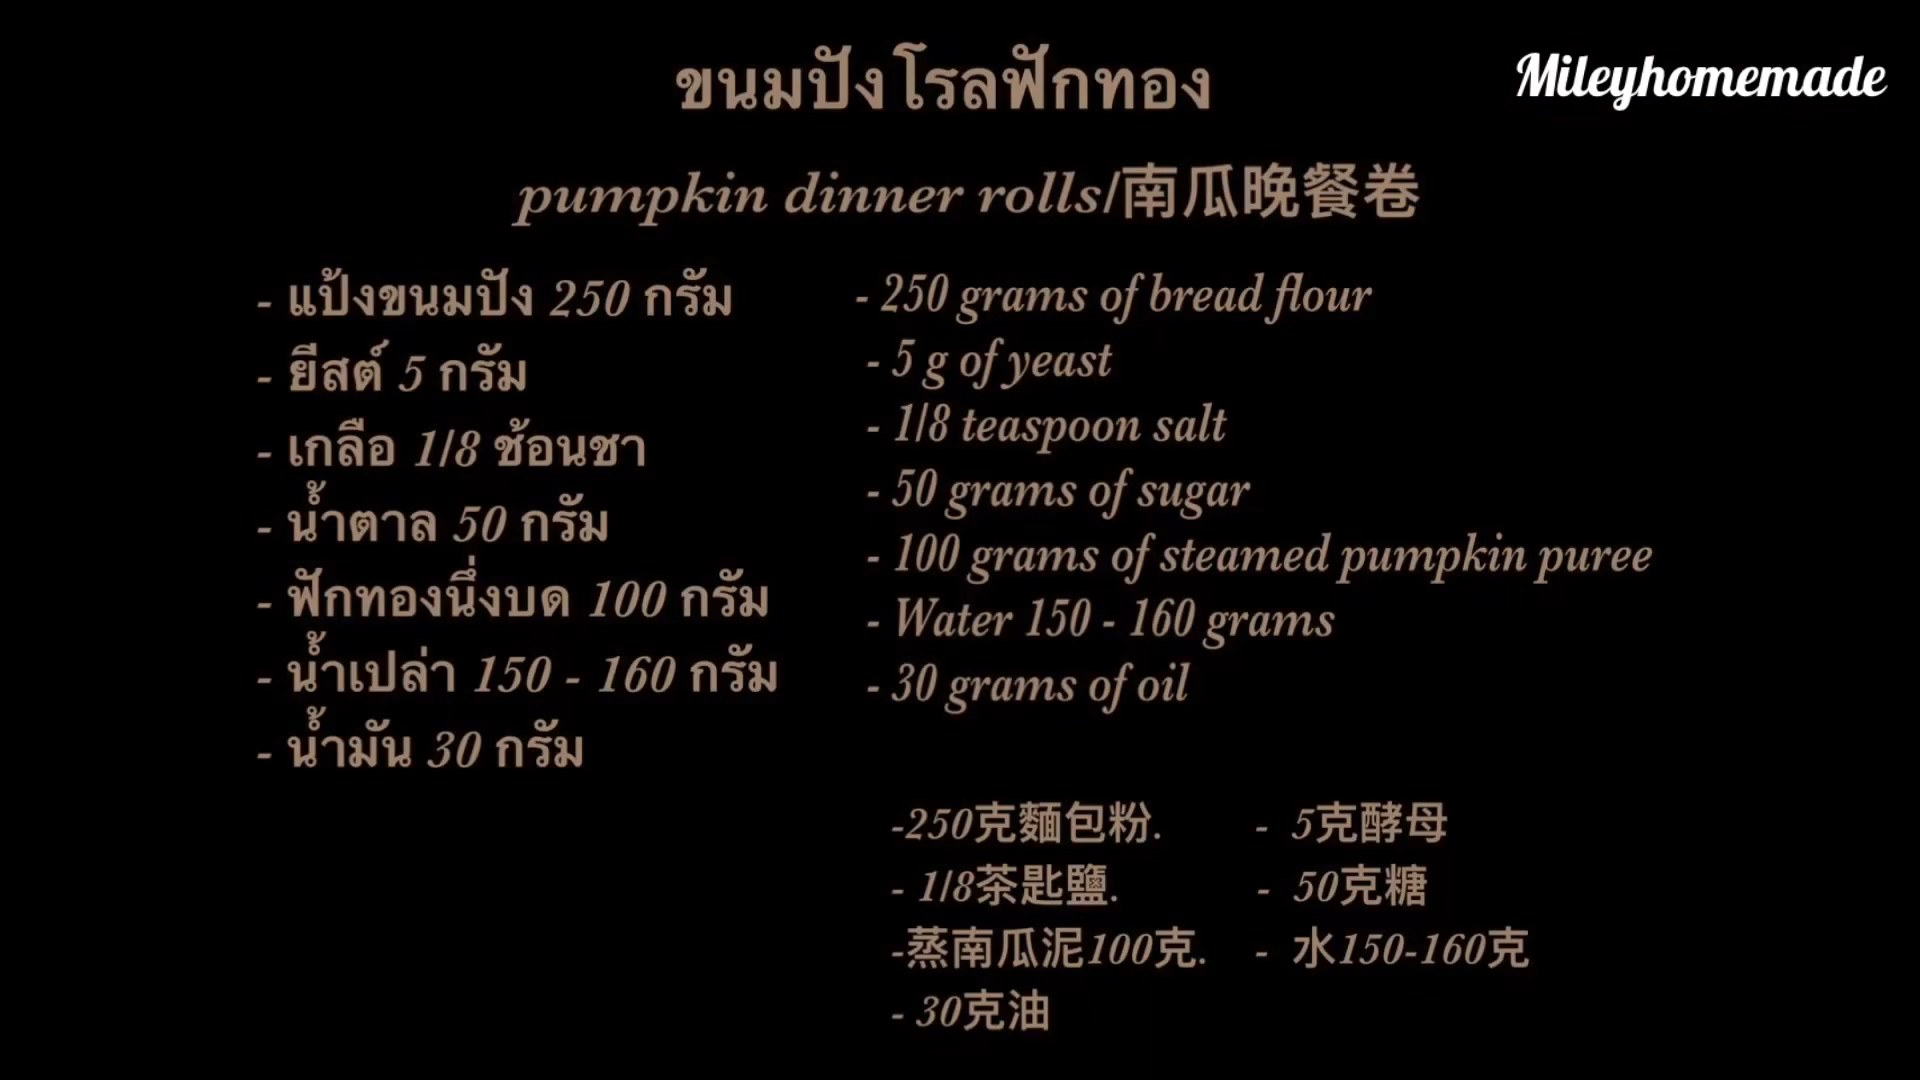 ขนมปังโรลฟักทอง
Mileyhomemade
pumpkin dinner rolls/南瓜晚餐卷
- แป้งขนมปัง 250 กรัม
- ยีสต์ 5 กรัม
- เกลือ 1/8 ช้อนชา
- น้ำตาล 50 กรัม
- ฟักทองนึ่งบด 100 กรัม
- น้ำเปล่า 150 - 160 กรัม
- น้ำมัน 30 กรัม
- 250 grams of bread flour
- 5 g of yeast
- 1/8 teaspoon salt
- 50 grams of sugar
- 100 grams of steamed pumpkin puree
- Water 150 - 160 grams
- 30 grams of oil
-250克麵包粉. - 5克酵母
- 1/8茶匙鹽. - 50克糖
-蒸南瓜泥100克. - 水150-160克
- 30克油